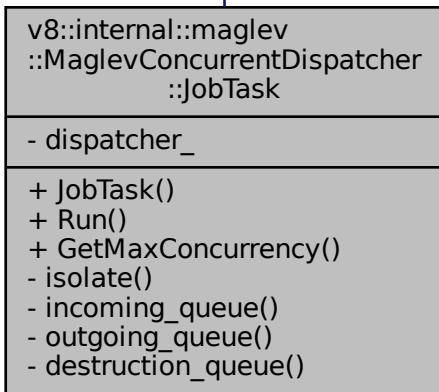 v8::internal::maglev
::MaglevConcurrentDispatcher
::JobTask
- dispatcher_
+ JobTask()
+ Run()
+ GetMaxConcurrency()
- isolate()
- incoming_queue()
- outgoing_queue()
- destruction_queue()